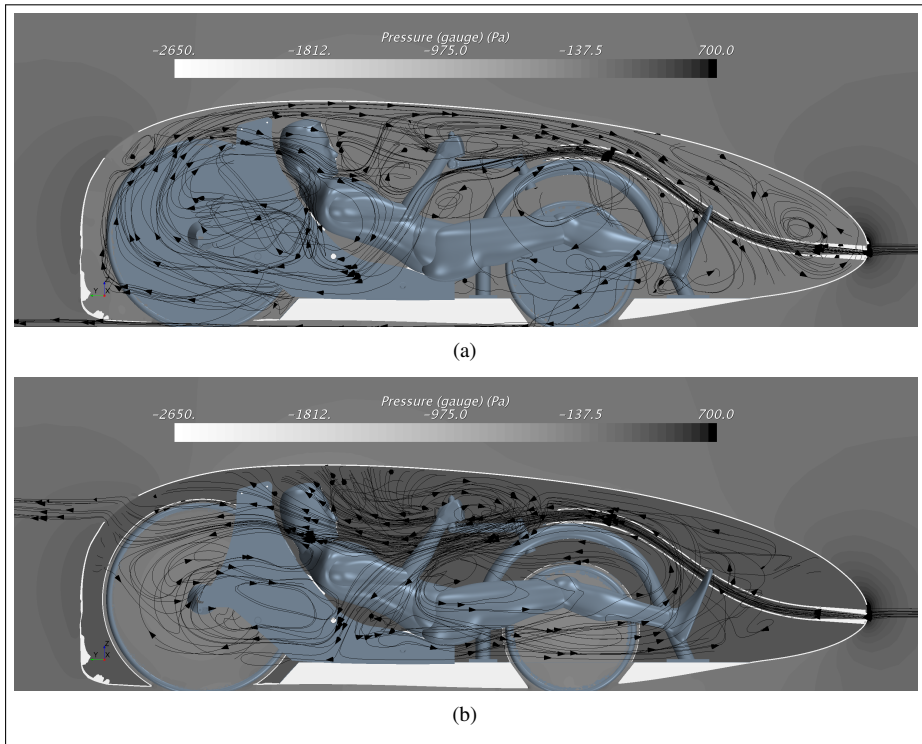 Pressure (gauge) (Pa)
-2650. -1812. -975.0 -137.5 700.0
Z
Y X
(a)
Pressure (gauge) (Pa)
-2650. -1812. -975.0 -137.5 700.0
Z
Y X
(b)